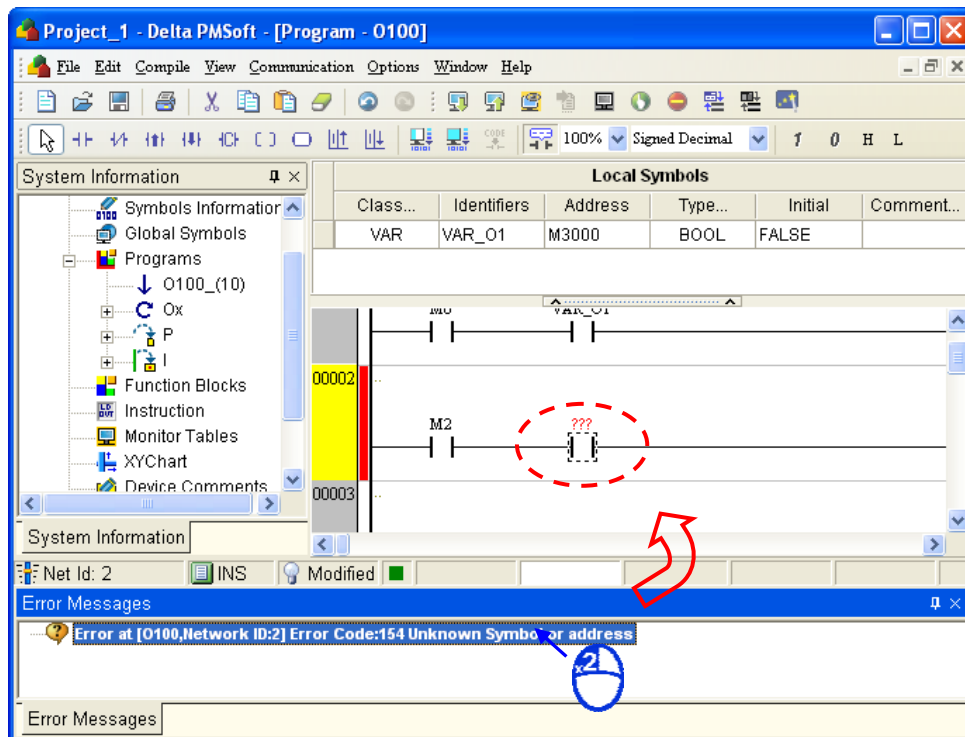 Project_1 - Delta PMSoft - [Program - O100]
File Edit Compile View Communication Options Window Help
CODE 100% Signed Decimal 1 0 H L
System Information
Symbols Information
Global Symbols
Programs
O100_(10)
Ox
P
I
Function Blocks
Instruction
Monitor Tables
XYChart
Device Comments
System Information
Local Symbols
Class... Identifiers Address Type... Initial Comment...
VAR VAR_O1 M3000 BOOL FALSE
M0 VAR_O1
00002
M2 ???
00003
Net Id: 2 INS Modified
Error Messages
Error at [O100,Network ID:2] Error Code:154 Unknown Symbol or address
x2
Error Messages